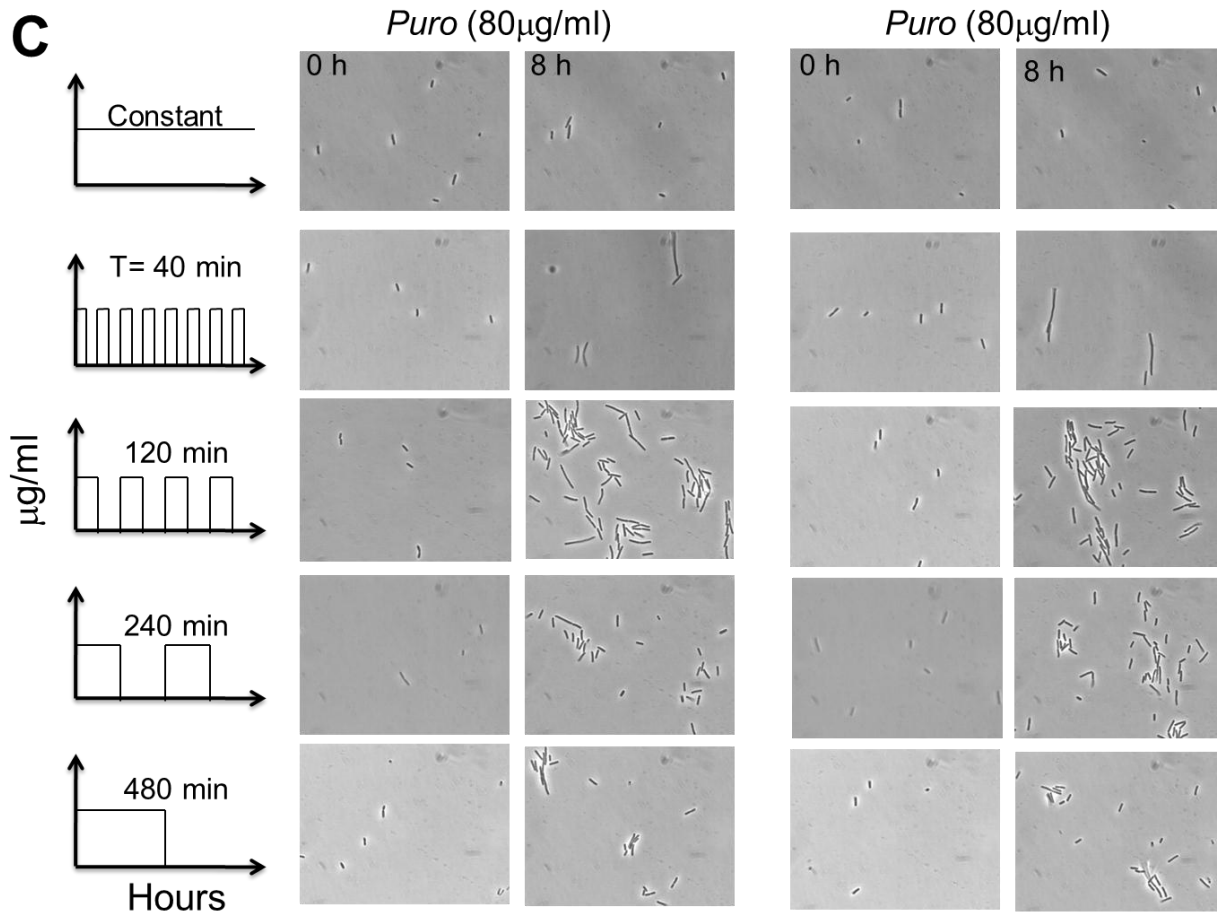 C
Puro (80µg/ml)
Puro (80µg/ml)
0 h
8 h
0 h
8 h
Constant
T= 40 min
120 min
µg/ml
240 min
480 min
Hours